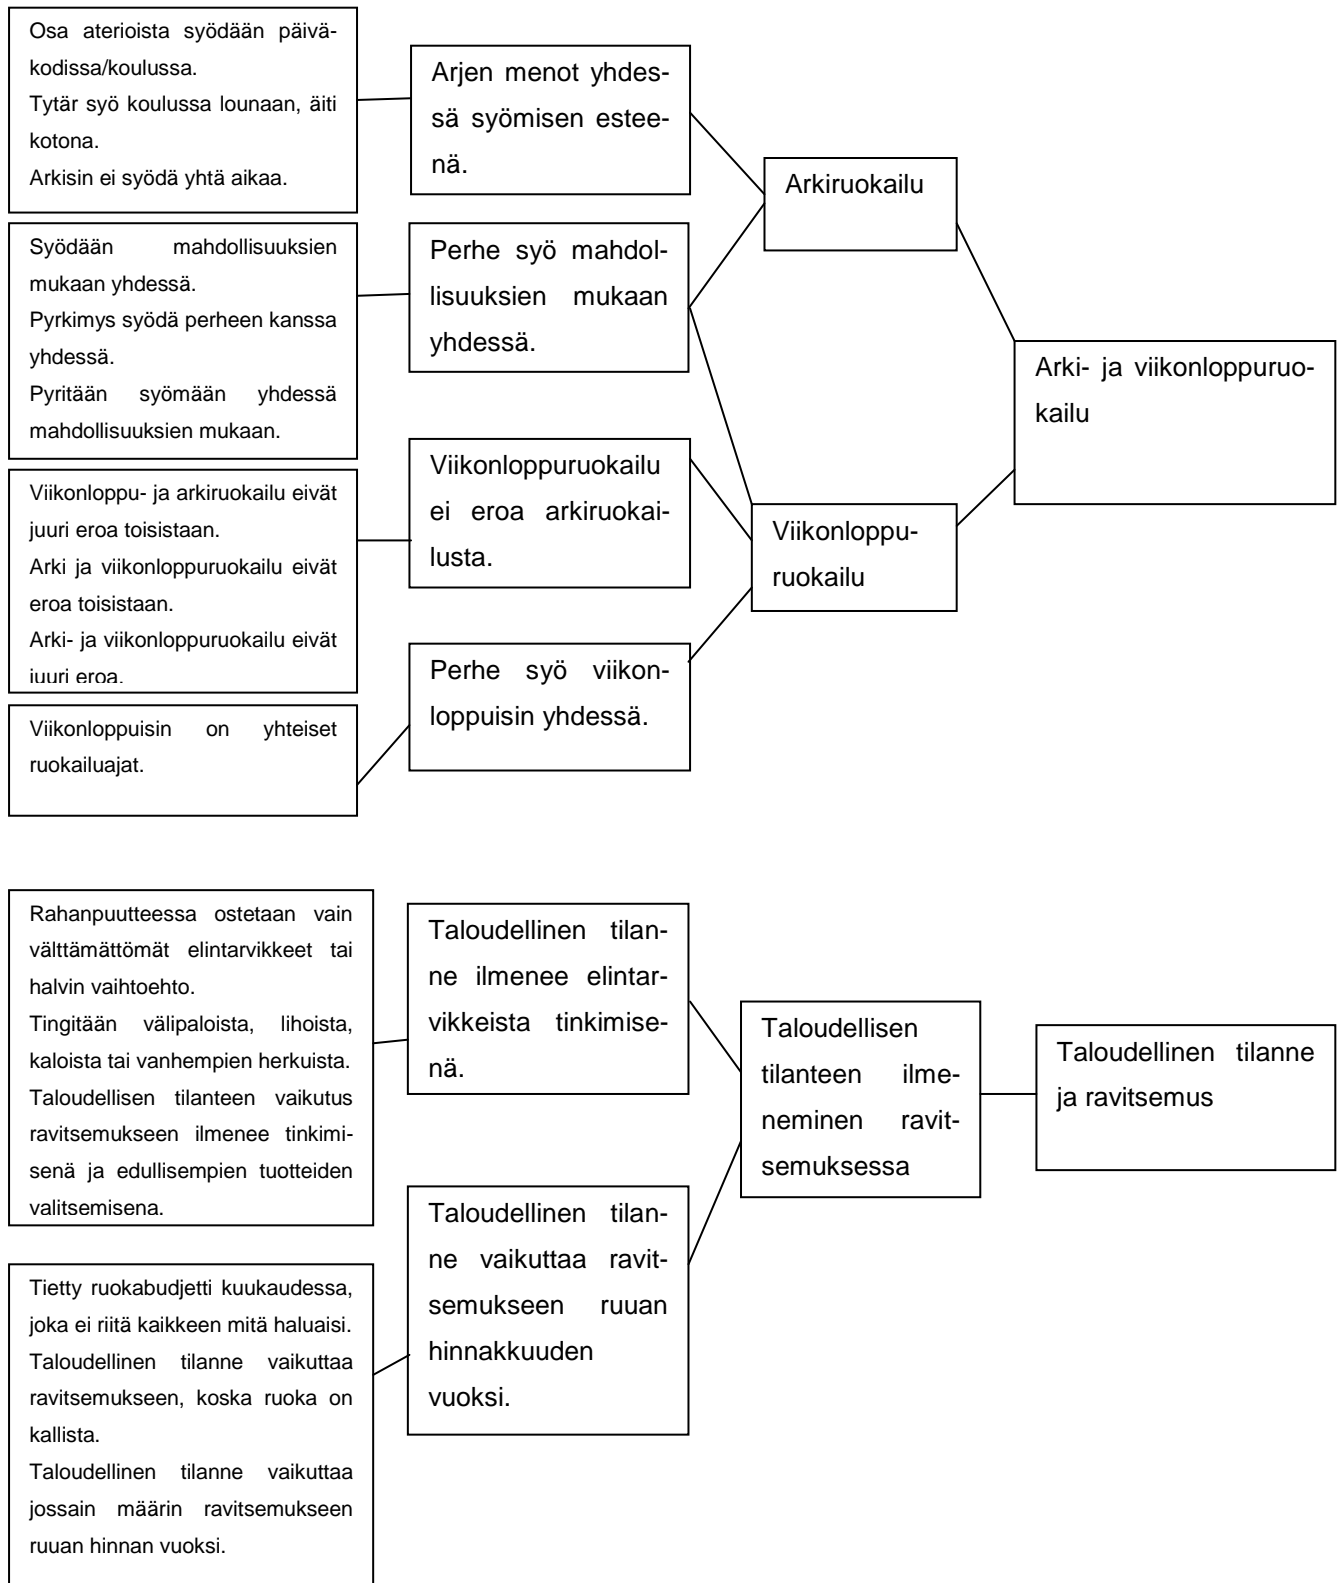 Osa aterioista syödään päivä-
kodissa/koulussa.
Tytär syö koulussa lounaan, äiti
kotona.
Arkisin ei syödä yhtä aikaa.
Arjen menot yhdes-
sä syömisen estee-
nä.
Arkiruokailu
Syödään mahdollisuuksien
mukaan yhdessä.
Pyrkimys syödä perheen kanssa
yhdessä.
Pyritään syömään yhdessä
mahdollisuuksien mukaan.
Perhe syö mahdol-
lisuuksien mukaan
yhdessä.
Arki- ja viikonloppuruo-
kailu
Viikonloppu- ja arkiruokailu eivät
juuri eroa toisistaan.
Arki ja viikonloppuruokailu eivät
eroa toisistaan.
Arki- ja viikonloppuruokailu eivät
juuri eroa.
Viikonloppuruokailu
ei eroa arkiruokai-
lusta.
Viikonloppu-
ruokailu
Viikonloppuisin on yhteiset
ruokailuajat.
Perhe syö viikon-
loppuisin yhdessä.
Rahanpuutteessa ostetaan vain
välttämättömät elintarvikkeet tai
halvin vaihtoehto.
Tingitään välipaloista, lihoista,
kaloista tai vanhempien herkuista.
Taloudellisen tilanteen vaikutus
ravitsemukseen ilmenee tinkimi-
senä ja edullisempien tuotteiden
valitsemisena.
Taloudellinen tilan-
ne ilmenee elintar-
vikkeista tinkimise-
nä.
Taloudellisen
tilanteen ilme-
neminen ravit-
semuksessa
Taloudellinen tilanne
ja ravitsemus
Tietty ruokabudjetti kuukaudessa,
joka ei riitä kaikkeen mitä haluaisi.
Taloudellinen tilanne vaikuttaa
ravitsemukseen, koska ruoka on
kallista.
Taloudellinen tilanne vaikuttaa
jossain määrin ravitsemukseen
ruuan hinnan vuoksi.
Taloudellinen tilan-
ne vaikuttaa ravit-
semukseen ruuan
hinnakkuuden
vuoksi.